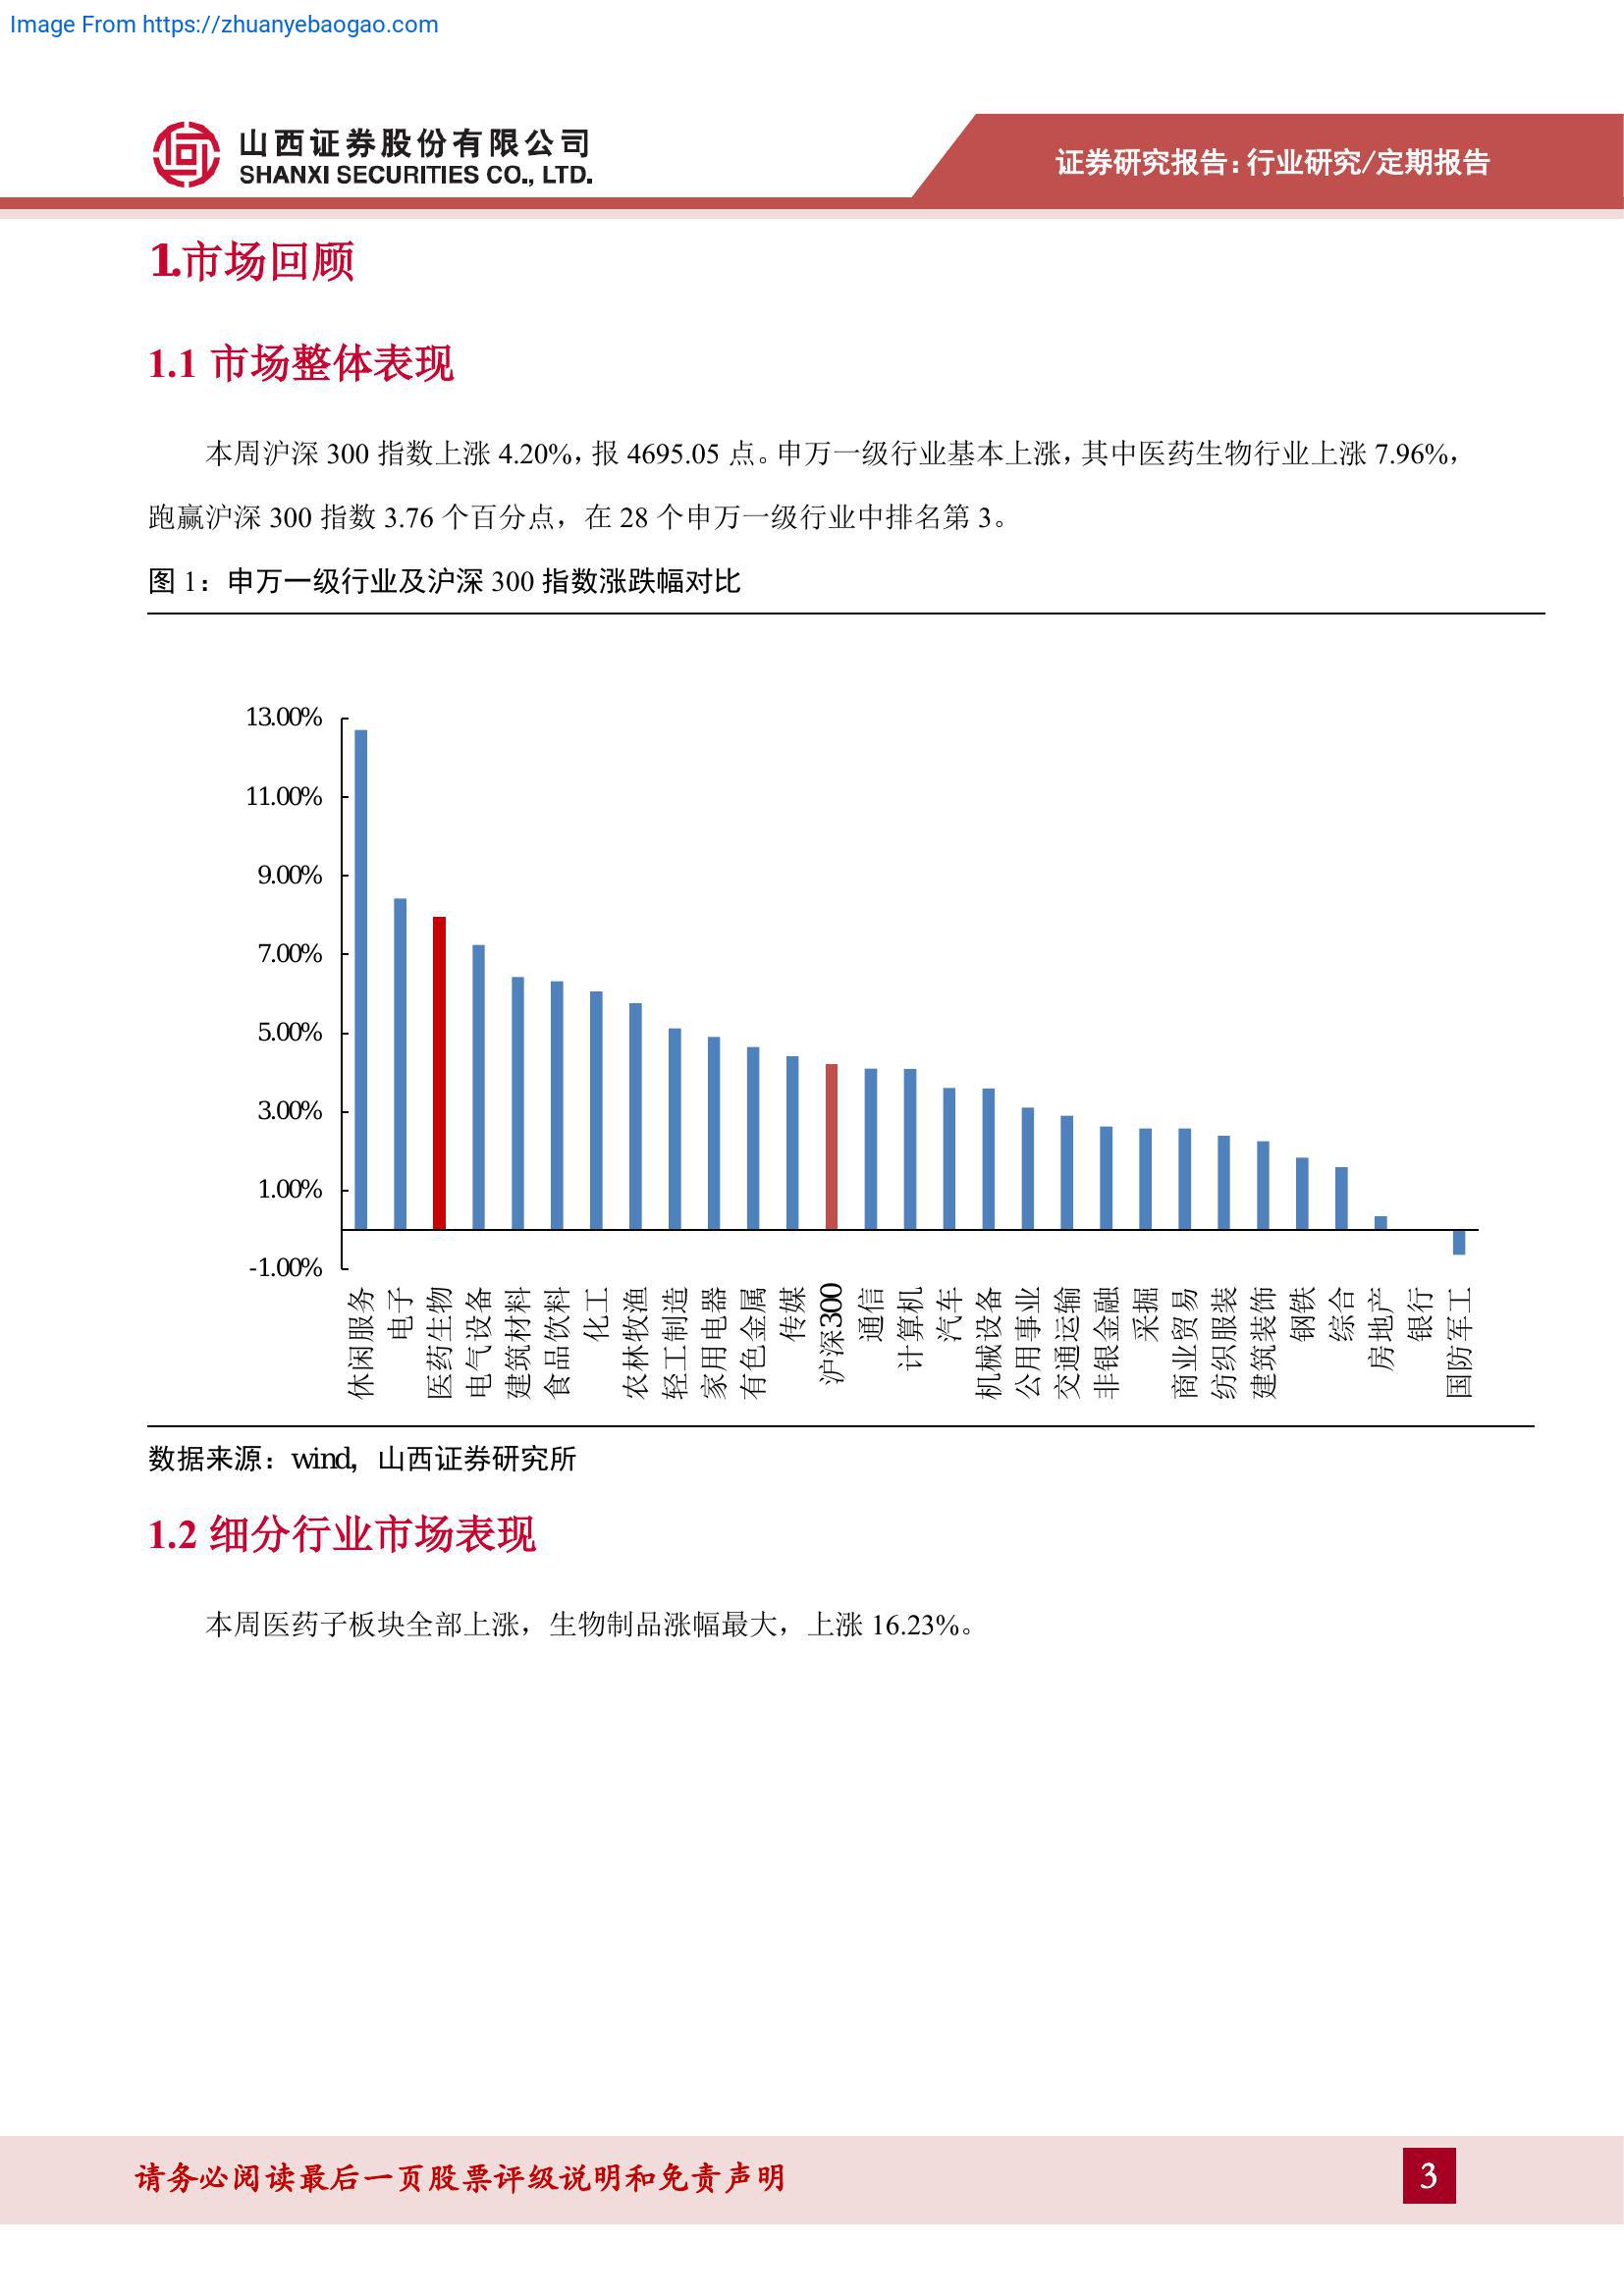 Image From https://zhuanyebaogao.com
山西证券股份有限公司
SHANXI SECURITIES CO., LTD.
证券研究报告:行业研究/定期报告
1.市场回顾
1.1 市场整体表现
本周沪深 300 指数上涨 4.20%,报 4695.05 点。申万一级行业基本上涨,其中医药生物行业上涨 7.96%,
跑赢沪深 300 指数 3.76 个百分点，在 28 个申万一级行业中排名第 3。
图 1：申万一级行业及沪深 300 指数涨跌幅对比
13.00%
11.00%
9.00%
7.00%
5.00%
3.00%
1.00%
-1.00%
休闲服务
电子
医药生物
电气设备
建筑材料
食品饮料
化工
农林牧渔
轻工制造
家用电器
有色金属
传媒
沪深300
通信
计算机
汽车
机械设备
公用事业
交通运输
非银金融
采掘
商业贸易
纺织服装
建筑装饰
钢铁
综合
房地产
银行
国防军工
数据来源：wind，山西证券研究所
1.2 细分行业市场表现
本周医药子板块全部上涨，生物制品涨幅最大，上涨 16.23%。
请务必阅读最后一页股票评级说明和免责声明
3